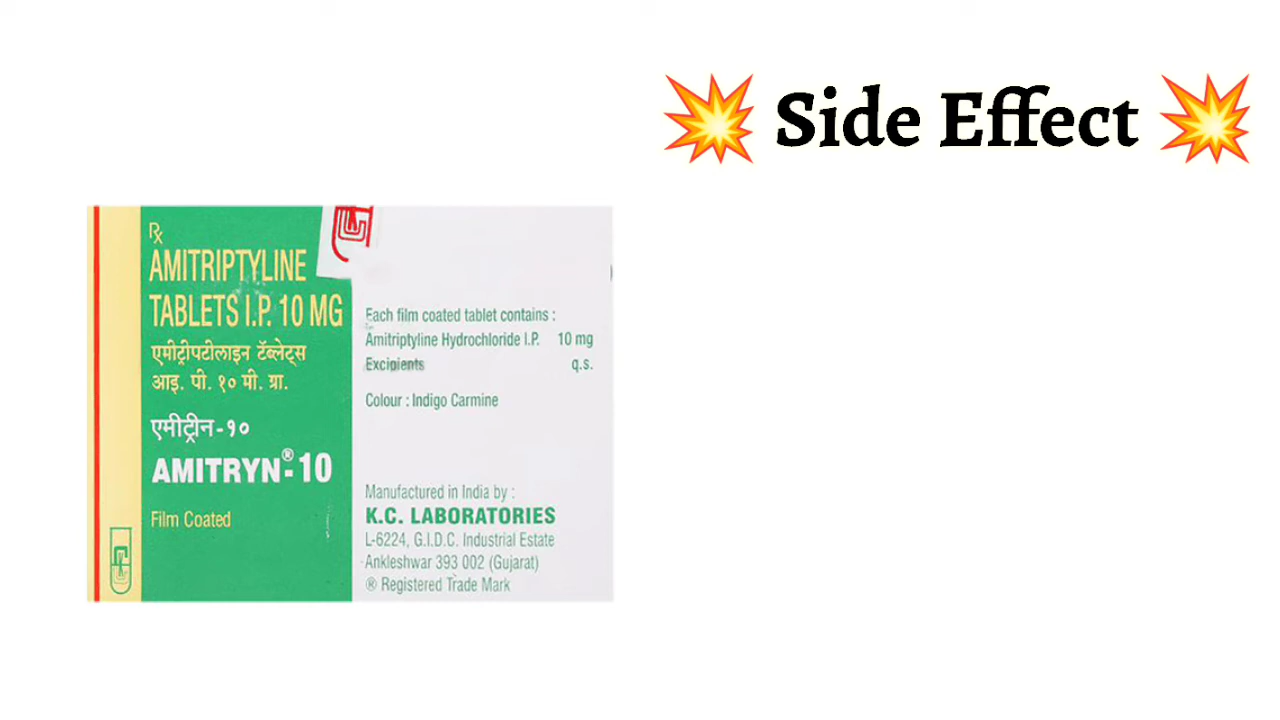 Side Effect
Rx
AMITRIPTYLINE
TABLETS I.P. 10 MG
एमीट्रीपटीलाइन टॅब्लेट्स
आइ. पी. १० मी. ग्रा.
एमीट्रीन-१०
AMITRYN®-10
Film Coated
Each film coated tablet contains :
Amitriptyline Hydrochloride I.P. 10 mg
Excipients q.s.
Colour : Indigo Carmine
Manufactured in India by :
K.C. LABORATORIES
L-6224, G.I.D.C. Industrial Estate
Ankleshwar 393 002 (Gujarat)
® Registered Trade Mark